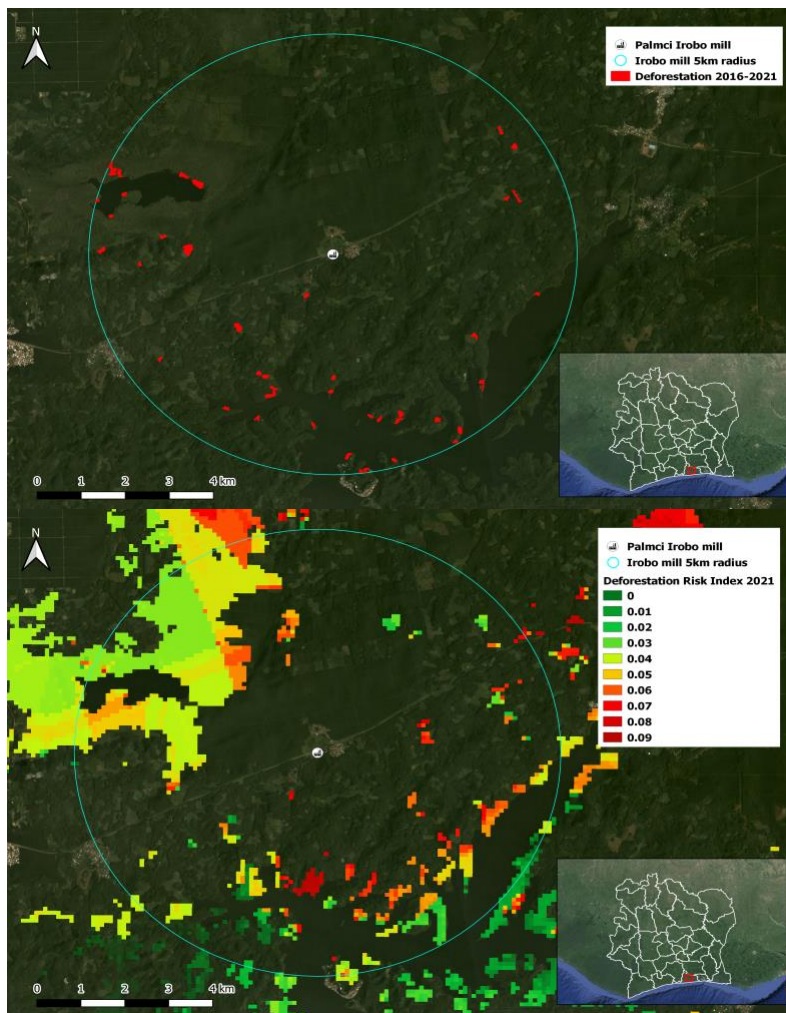 N
Palmci Irobo mill
Irobo mill 5km radius
Deforestation 2016-2021
0 1 2 3 4 km
N
Palmci Irobo mill
Irobo mill 5km radius
Deforestation Risk Index 2021
0
0.01
0.02
0.03
0.04
0.05
0.06
0.07
0.08
0.09
0 1 2 3 4 km